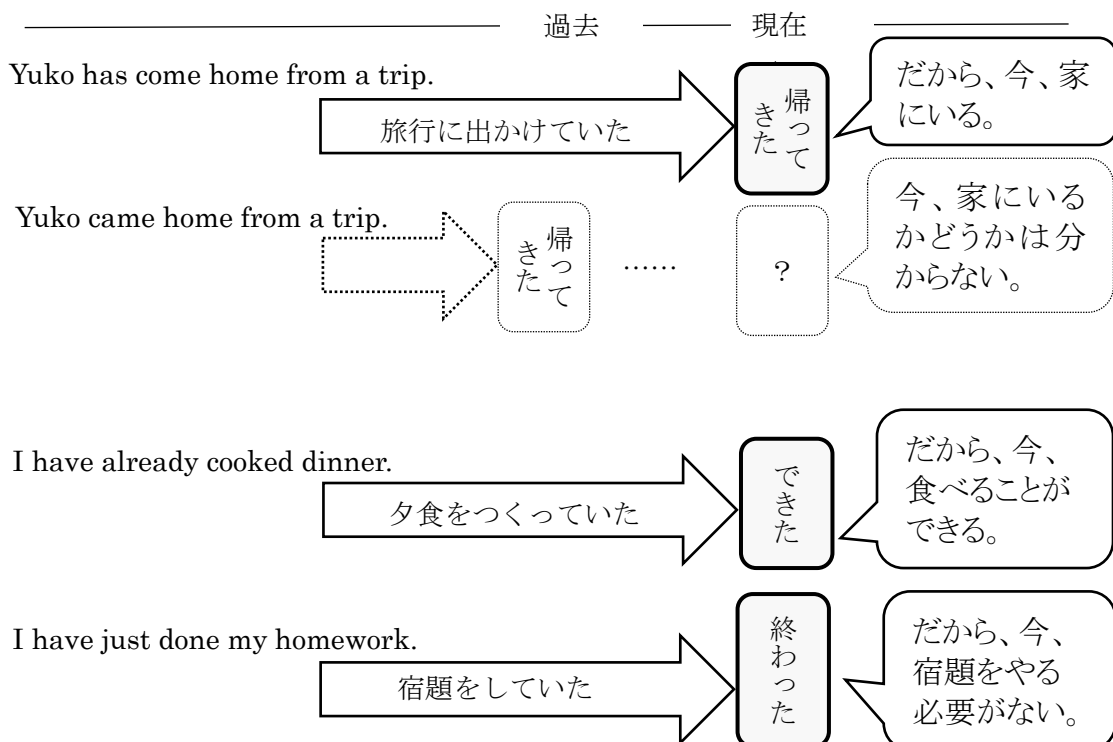 過去
現在
Yuko has come home from a trip.
旅行に出かけていた
帰って
きた
だから、今、家
にいる。
Yuko came home from a trip.
帰って
きた
……
?
今、家にいる
かどうかは分
からない。
I have already cooked dinner.
夕食をつくっていた
できた
だから、今、
食べることが
できる。
I have just done my homework.
宿題をしていた
終わった
だから、今、
宿題をやる
必要がない。